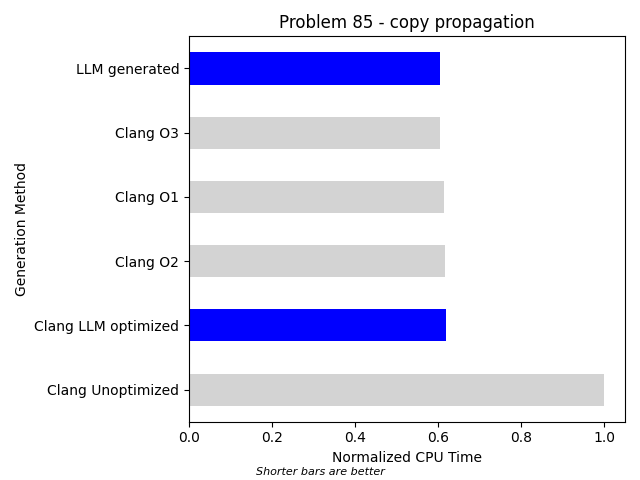 Problem 85 - copy propagation
Generation Method
LLM generated
Clang O3
Clang O1
Clang O2
Clang LLM optimized
Clang Unoptimized
0.0 0.2 0.4 0.6 0.8 1.0
Normalized CPU Time
Shorter bars are better